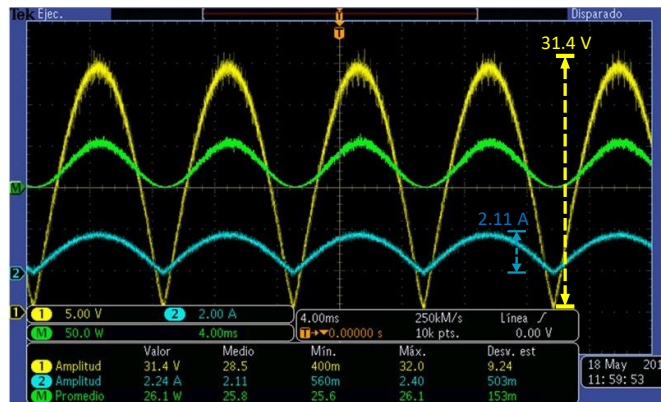 Tek Ejec.
Disparado
T
T
31.4 V
M
2.11 A
2
1
1 5.00 V 2 2.00 A
M 50.0 W 4.00ms
4.00ms 250kM/s Línea
T→▼0.00000 s 10k pts. 0.00 V
Valor Medio Mín. Máx. Desv. est
1 Amplitud 31.4 V 28.5 400m 32.0 9.24
2 Amplitud 2.24 A 2.11 560m 2.40 503m
M Promedio 26.1 W 25.8 25.6 26.1 153m
18 May 201
11:59:53